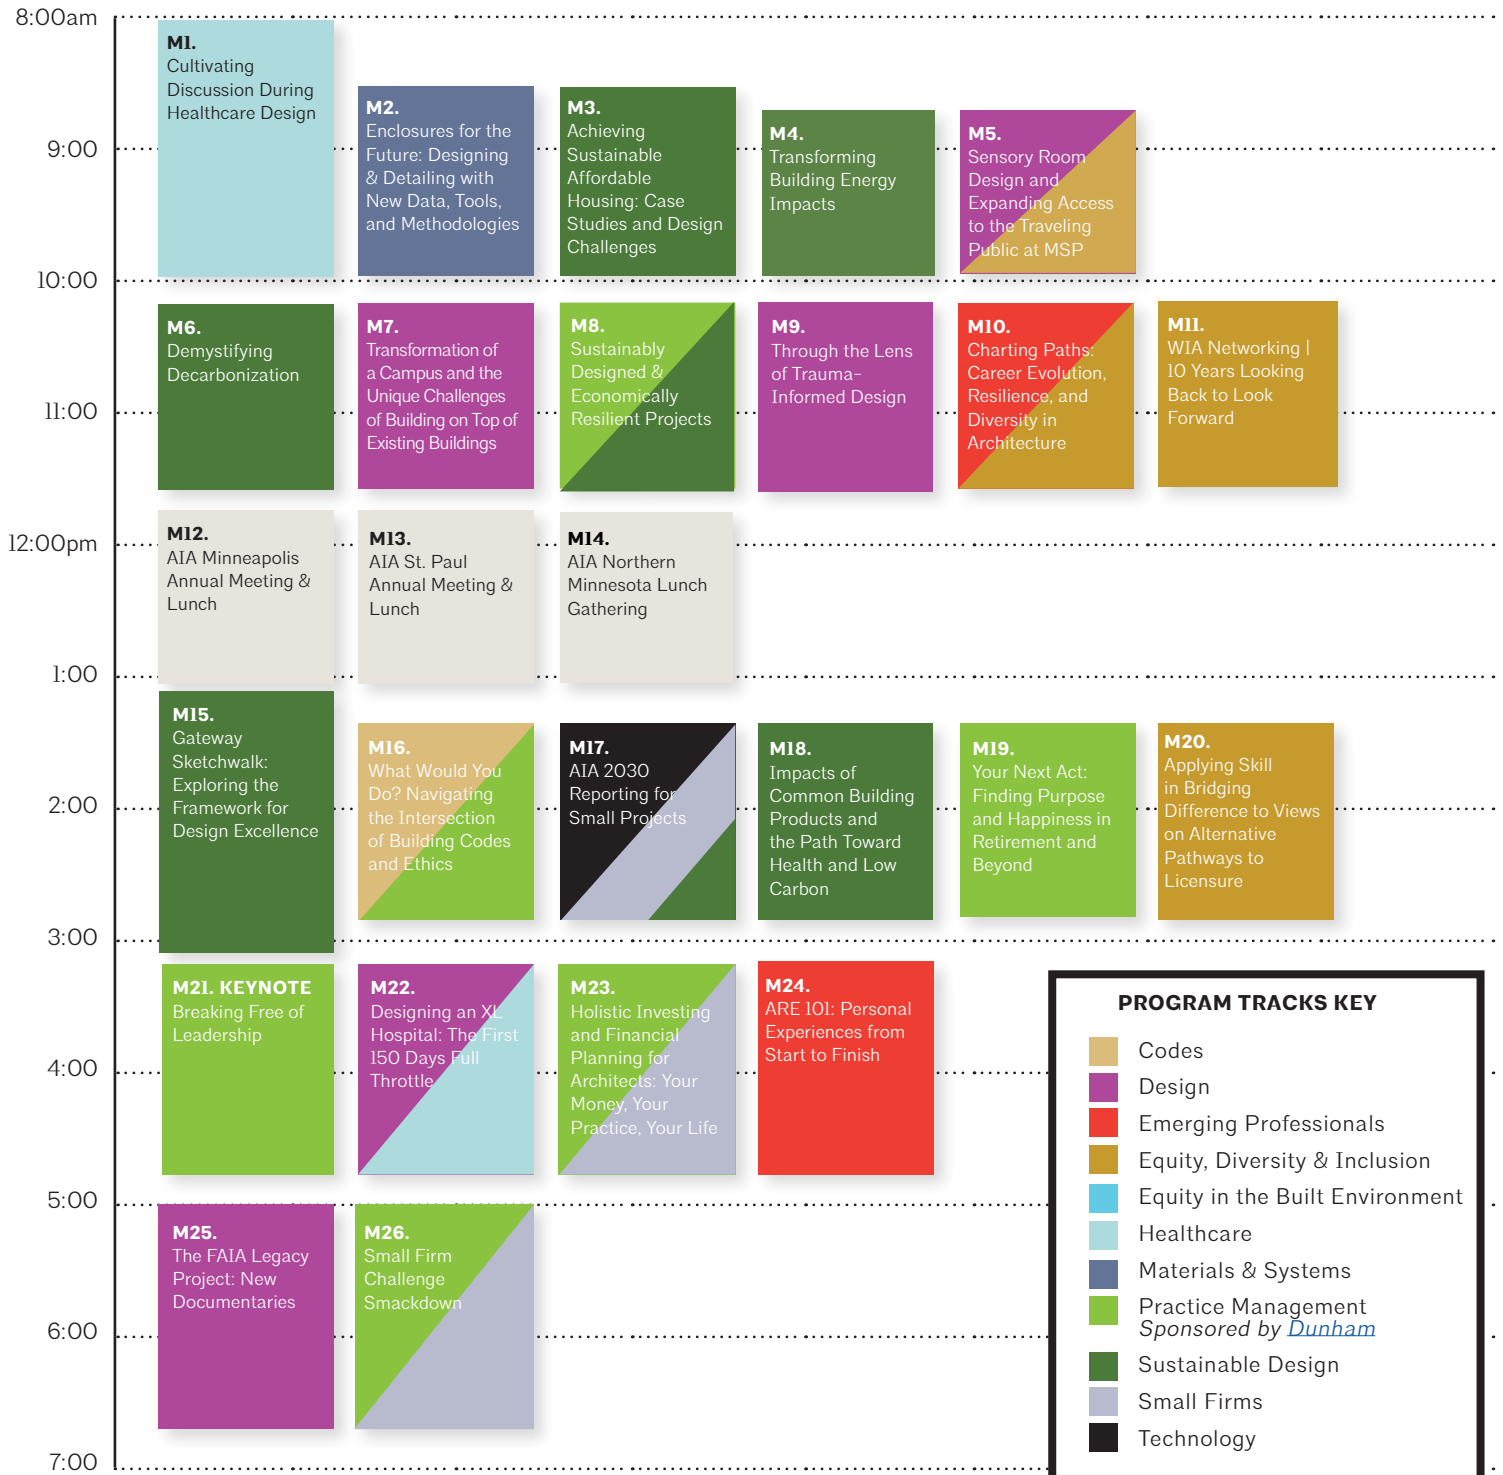 8:00am
9:00
10:00
11:00
12:00pm
1:00
2:00
3:00
4:00
5:00
6:00
7:00
M1.
Cultivating
Discussion During
Healthcare Design
M2.
Enclosures for the
Future: Designing
& Detailing with
New Data, Tools,
and Methodologies
M3.
Achieving
Sustainable
Affordable
Housing: Case
Studies and Design
Challenges
M4.
Transforming
Building Energy
Impacts
M5.
Sensory Room
Design and
Expanding Access
to the Traveling
Public at MSP
M6.
Demystifying
Decarbonization
M7.
Transformation of
a Campus and the
Unique Challenges
of Building on Top of
Existing Buildings
M8.
Sustainably
Designed &
Economically
Resilient Projects
M9.
Through the Lens
of Trauma-
Informed Design
M10.
Charting Paths:
Career Evolution,
Resilience, and
Diversity in
Architecture
M11.
WIA Networking |
10 Years Looking
Back to Look
Forward
M12.
AIA Minneapolis
Annual Meeting &
Lunch
M13.
AIA St. Paul
Annual Meeting &
Lunch
M14.
AIA Northern
Minnesota Lunch
Gathering
M15.
Gateway
Sketchwalk:
Exploring the
Framework for
Design Excellence
M16.
What Would You
Do? Navigating
the Intersection
of Building Codes
and Ethics
M17.
AIA 2030
Reporting for
Small Projects
M18.
Impacts of
Common Building
Products and
the Path Toward
Health and Low
Carbon
M19.
Your Next Act:
Finding Purpose
and Happiness in
Retirement and
Beyond
M20.
Applying Skill
in Bridging
Difference to Views
on Alternative
Pathways to
Licensure
M21. KEYNOTE
Breaking Free of
Leadership
M22.
Designing an XL
Hospital: The First
150 Days Full
Throttle
M23.
Holistic Investing
and Financial
Planning for
Architects: Your
Money, Your
Practice, Your Life
M24.
ARE 101: Personal
Experiences from
Start to Finish
M25.
The FAIA Legacy
Project: New
Documentaries
M26.
Small Firm
Challenge
Smackdown
PROGRAM TRACKS KEY
Codes
Design
Emerging Professionals
Equity, Diversity & Inclusion
Equity in the Built Environment
Healthcare
Materials & Systems
Practice Management
Sponsored by Dunham
Sustainable Design
Small Firms
Technology